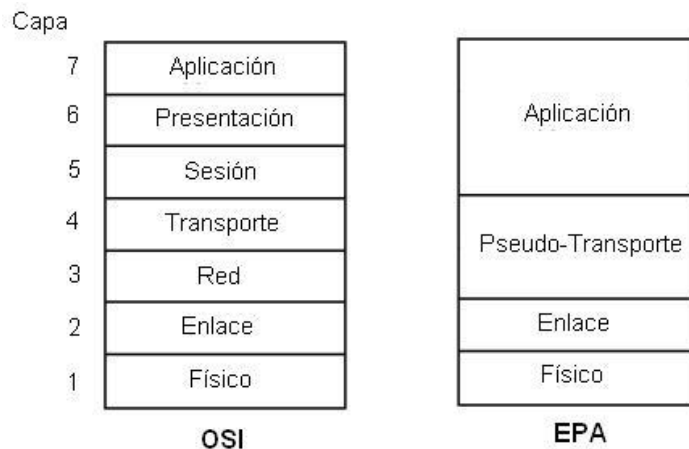 Capa
7
Aplicación
6
Presentación
5
Sesión
4
Transporte
3
Red
2
Enlace
1
Físico
OSI
Aplicación
Pseudo-Transporte
Enlace
Físico
EPA